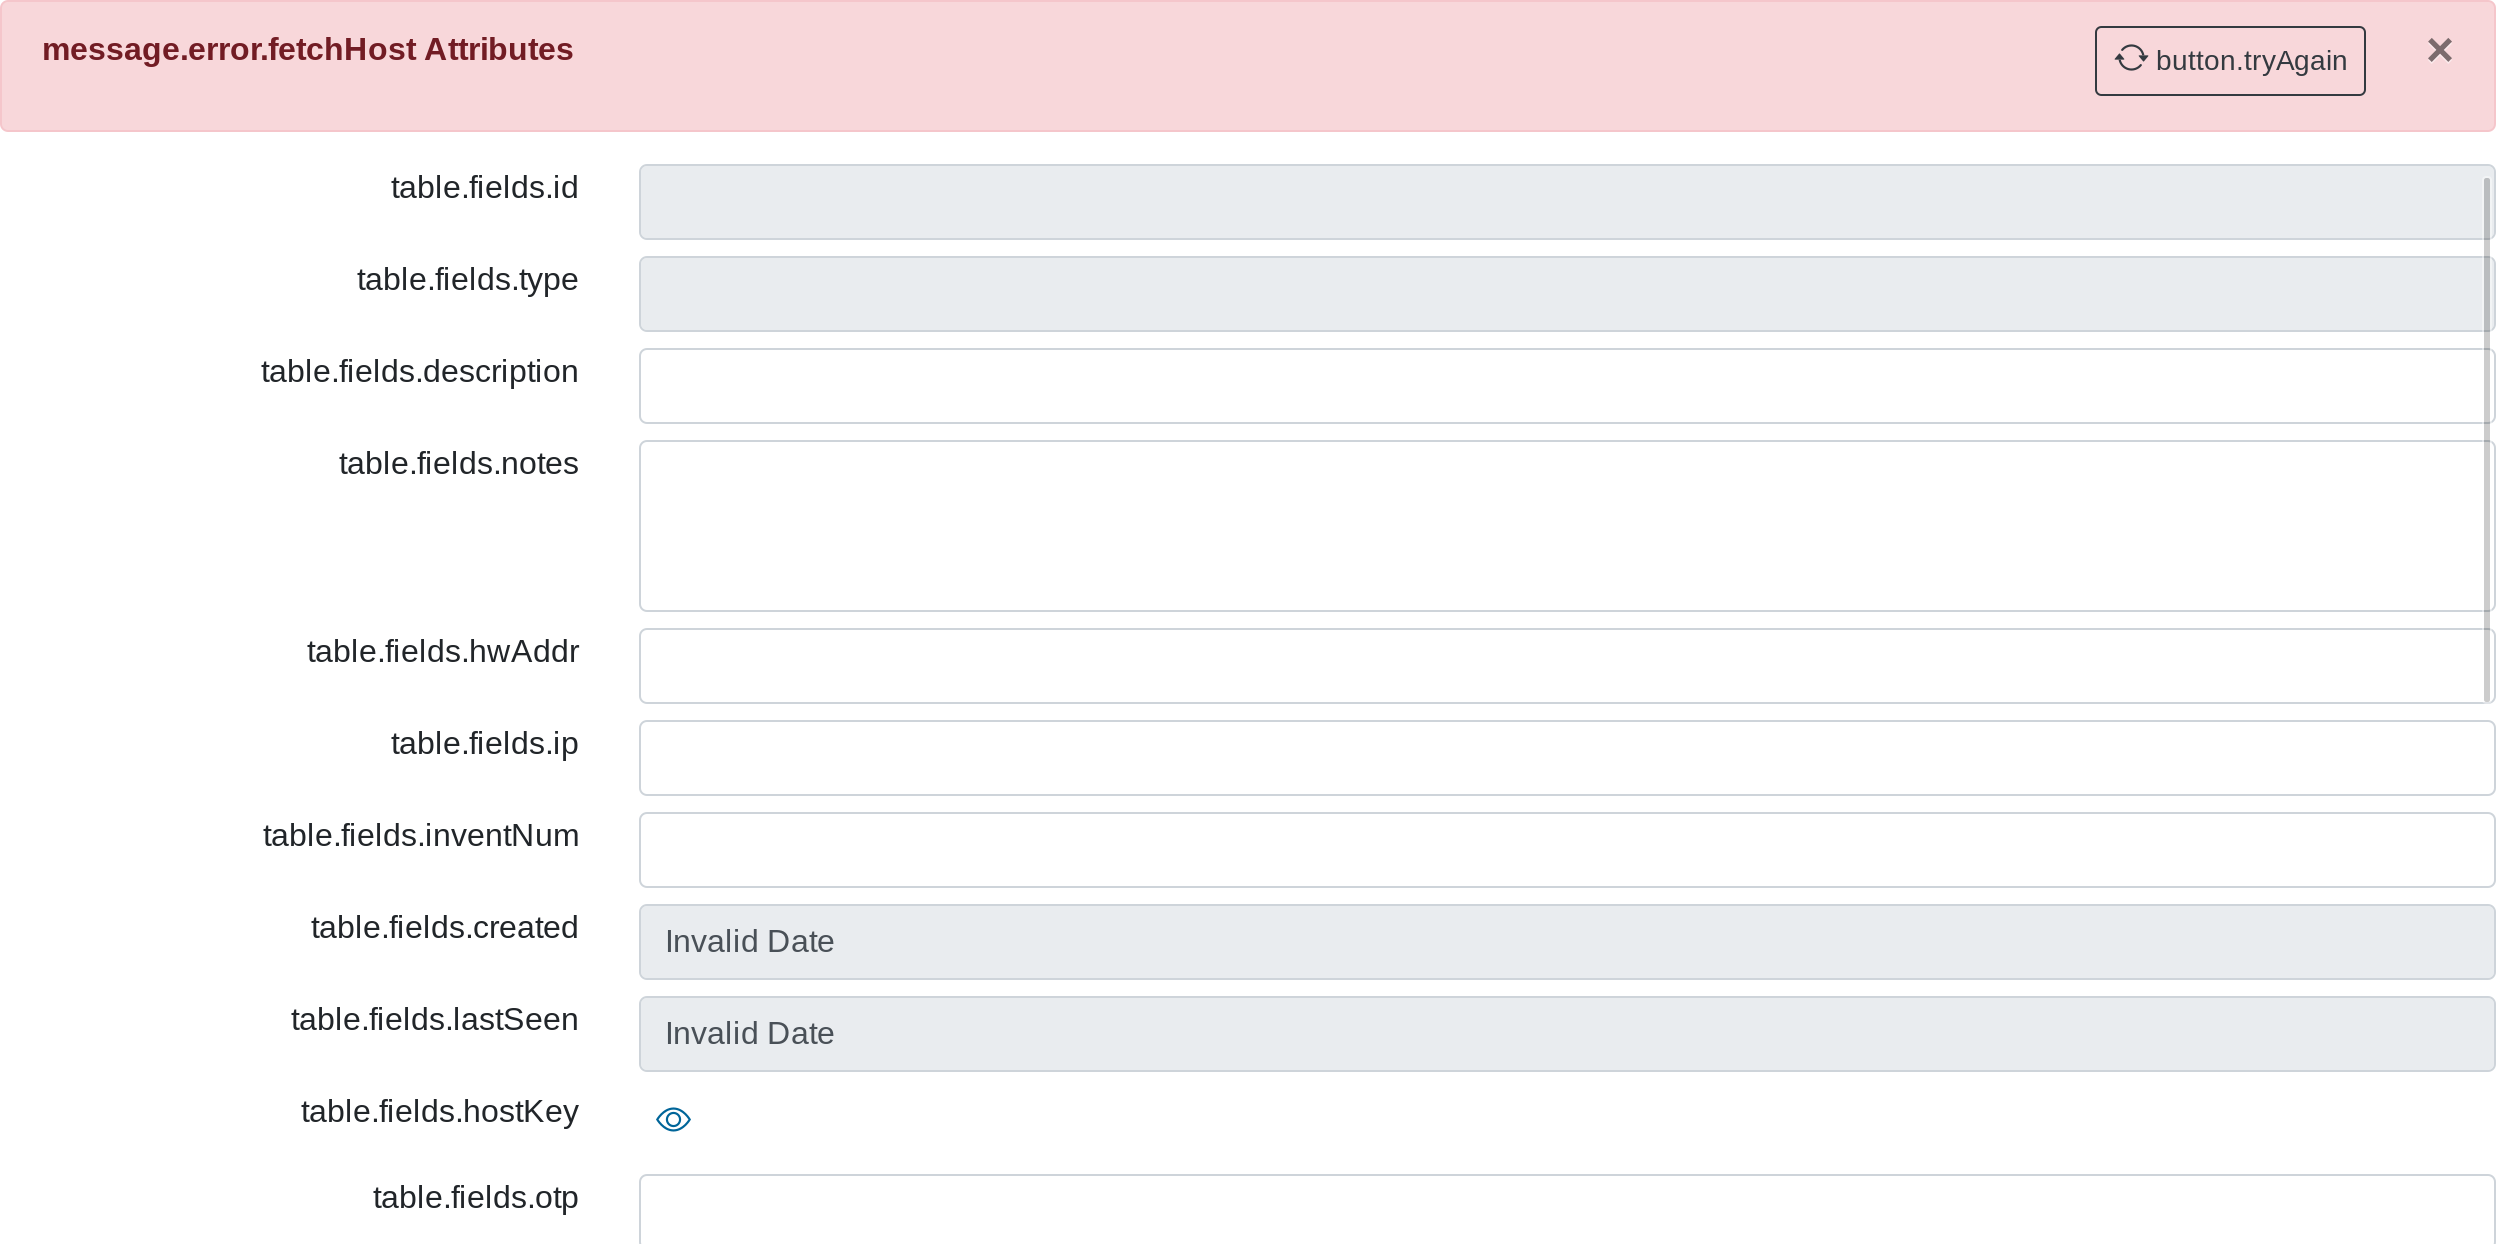 message.error.fetchHost Attributes
button.tryAgain
table.fields.id
table.fields.type
table.fields.description
table.fields.notes
table.fields.hwAddr
table.fields.ip
table.fields.inventNum
table.fields.created
Invalid Date
table.fields.lastSeen
Invalid Date
table.fields.hostKey
table.fields.otp